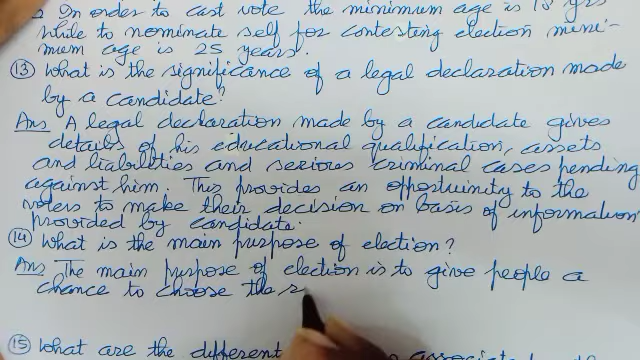 2. In order to cast vote the minimum age is 18 yrs
while to nominate self for contesting election mini-
mum age is 25 years.
(13) What is the significance of a legal declaration made
by a candidate?
Ans A legal declaration made by a candidate gives
details of his educational qualification, assets
and liabilities and serious criminal cases pending
against him. This provides an opportuinity to the
voters to make their decision on basis of information
provided by candidate.
(14) What is the main purpose of election?
Ans The main purpose of election is to give people a
chance to choose the
(15) What are the different